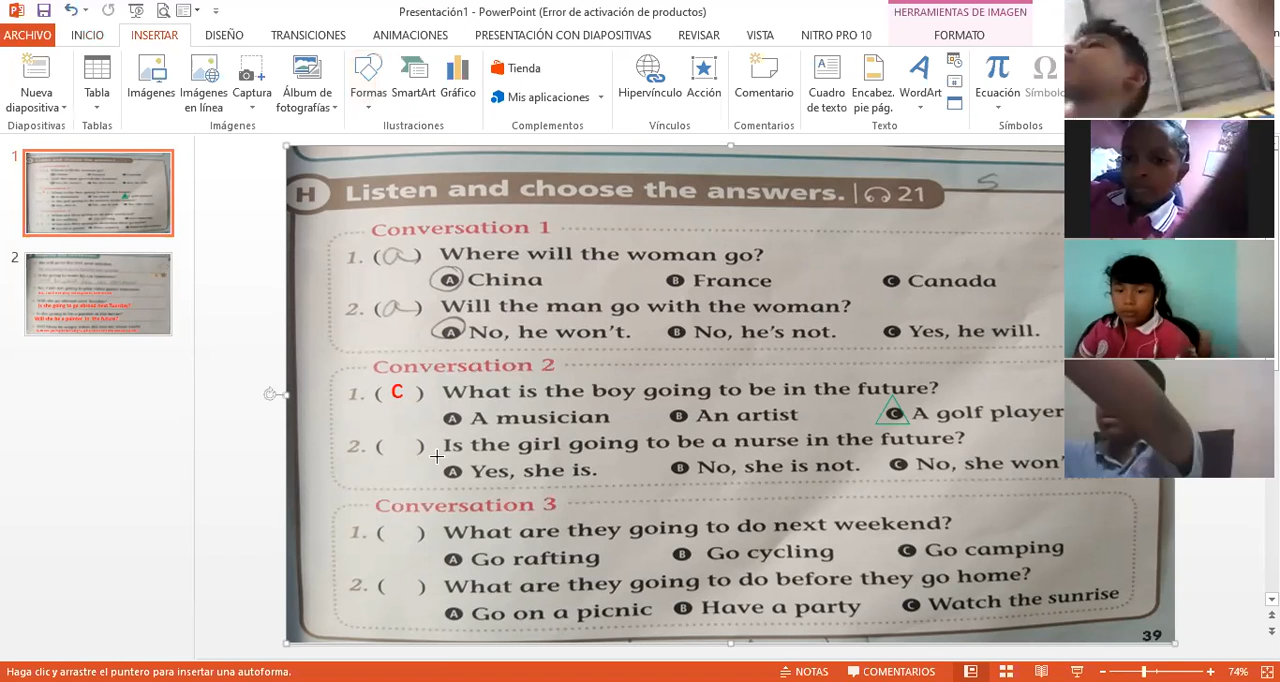 Presentación1 - PowerPoint (Error de activación de productos)
HERRAMIENTAS DE IMAGEN
ARCHIVO INICIO INSERTAR DISEÑO TRANSICIONES ANIMACIONES PRESENTACIÓN CON DIAPOSITIVAS REVISAR VISTA NITRO PRO 10 FORMATO
Nueva diapositiva
Tabla
Imágenes
Imágenes en línea
Captura
Álbum de fotografías
Formas
SmartArt
Gráfico
Tienda
Mis aplicaciones
Hipervínculo
Acción
Comentario
Cuadro de texto
Encabez. pie pág.
WordArt
Ecuación
Símbolo
Diapositivas Tablas Imágenes Ilustraciones Complementos Vínculos Comentarios Texto Símbolos
1
2
H Listen and choose the answers. | 21
Conversation 1
1. (a) Where will the woman go?
A China B France C Canada
2. (a) Will the man go with the woman?
A No, he won't. B No, he's not. C Yes, he will.
Conversation 2
1. ( C ) What is the boy going to be in the future?
A A musician B An artist C A golf player
2. ( ) Is the girl going to be a nurse in the future?
A Yes, she is. B No, she is not. C No, she won'
Conversation 3
1. ( ) What are they going to do next weekend?
A Go rafting B Go cycling C Go camping
2. ( ) What are they going to do before they go home?
A Go on a picnic B Have a party C Watch the sunrise
39
Haga clic y arrastre el puntero para insertar una autoforma.
NOTAS COMENTARIOS 74%